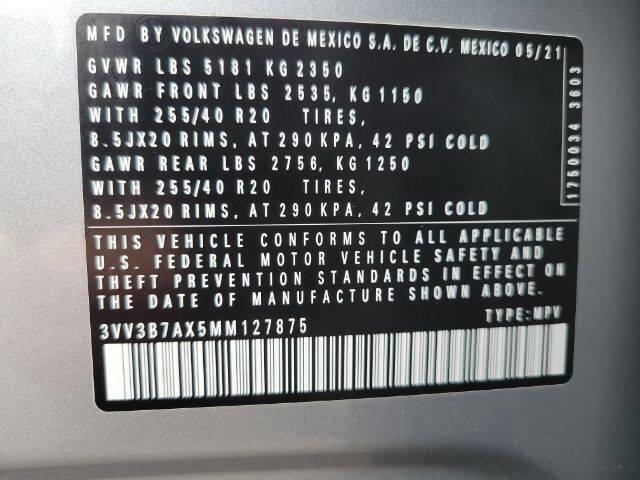 MFD BY VOLKSWAGEN DE MEXICO S.A. DE C.V. MEXICO 05/21
GVWR LBS 5181 KG 2350
GAWR FRONT LBS 2535, KG 1150
WITH 255/40 R20 TIRES,
8.5JX20 RIMS, AT 290 KPA, 42 PSI COLD
GAWR REAR LBS 2756, KG 1250
WITH 255/40 R20 TIRES,
8.5JX20 RIMS, AT 290 KPA, 42 PSI COLD
1750034 3603
THIS VEHICLE CONFORMS TO ALL APPLICABLE
U.S. FEDERAL MOTOR VEHICLE SAFETY AND
THEFT PREVENTION STANDARDS IN EFFECT ON
THE DATE OF MANUFACTURE SHOWN ABOVE.
3VV3B7AX5MM127875 TYPE: MPV